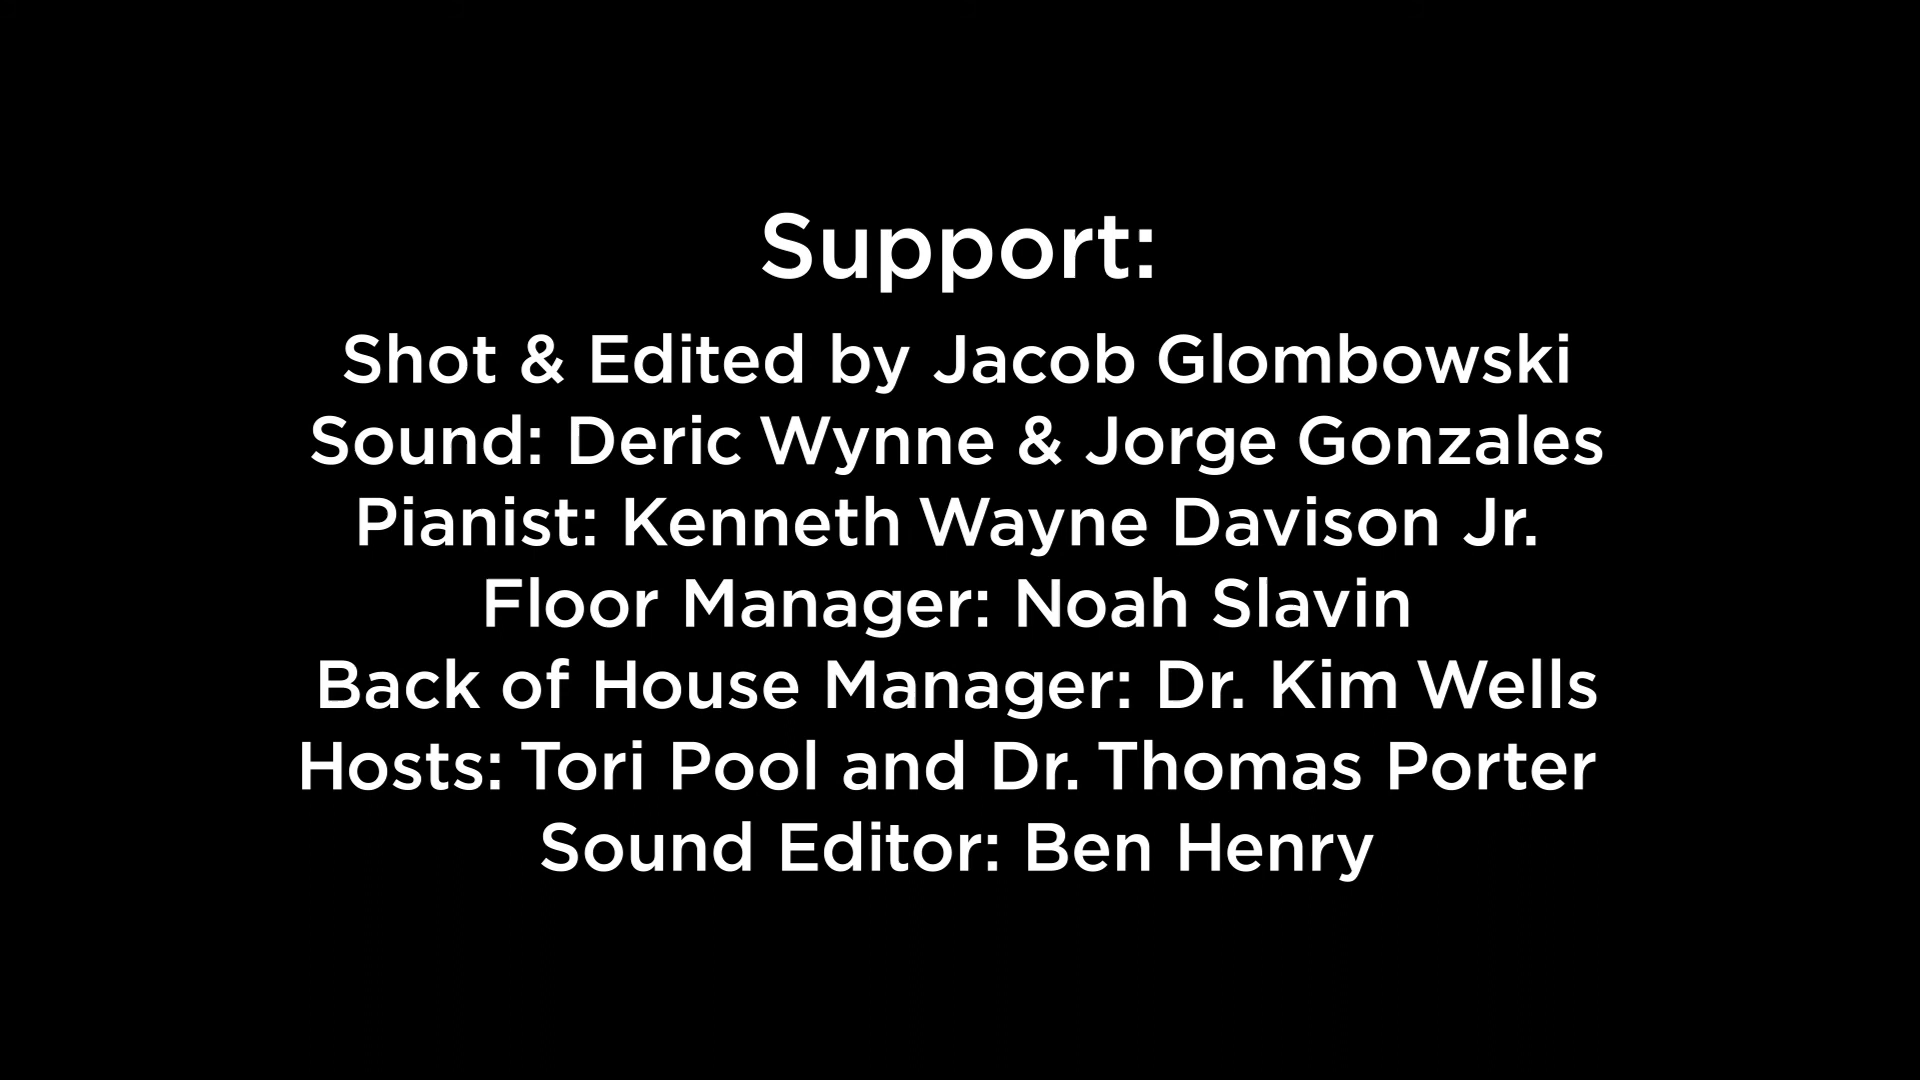 Support:
Shot & Edited by Jacob Glombowski
Sound: Deric Wynne & Jorge Gonzales
Pianist: Kenneth Wayne Davison Jr.
Floor Manager: Noah Slavin
Back of House Manager: Dr. Kim Wells
Hosts: Tori Pool and Dr. Thomas Porter
Sound Editor: Ben Henry